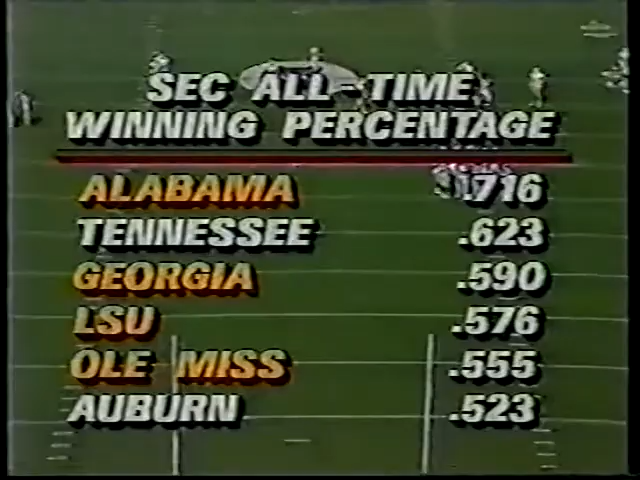 SEC ALL-TIME
WINNING PERCENTAGE
ALABAMA .716
TENNESSEE .623
GEORGIA .590
LSU .576
OLE MISS .555
AUBURN .523